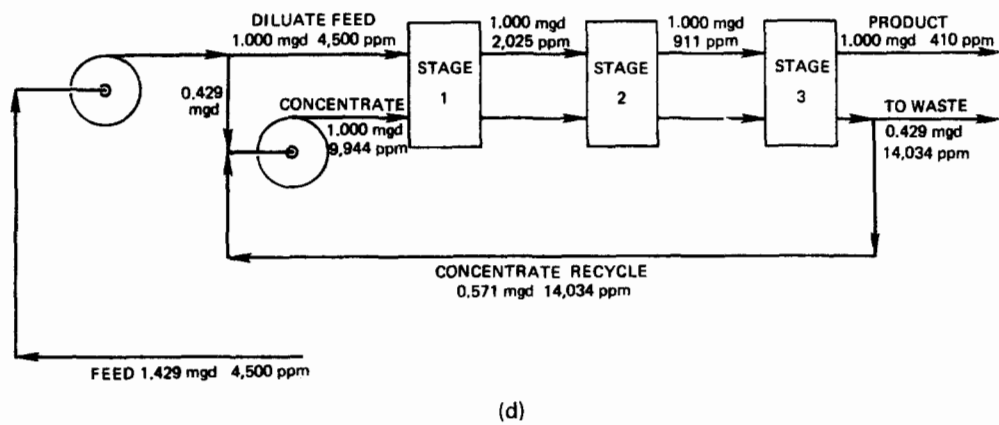 DILUATE FEED
1.000 mgd 4,500 ppm
1.000 mgd
2,025 ppm
1.000 mgd
911 ppm
PRODUCT
1.000 mgd 410 ppm
STAGE
1
STAGE
2
STAGE
3
0.429
mgd
CONCENTRATE
1.000 mgd
9,944 ppm
TO WASTE
0.429 mgd
14,034 ppm
CONCENTRATE RECYCLE
0.571 mgd 14,034 ppm
FEED 1.429 mgd 4,500 ppm
(d)